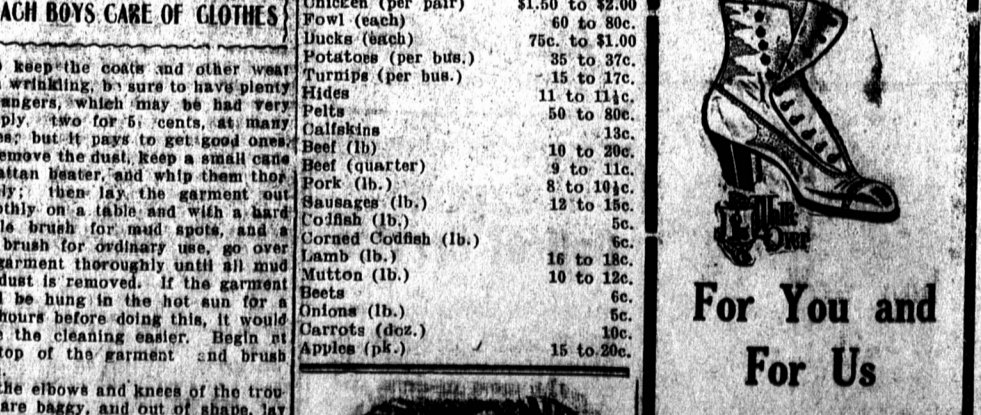 ACH BOYS CARE OF CLOTHES
keep the coats and other wear
wrinkling, be sure to have plenty
angers, which may be had very
ply. two for 5 cents, at many
es; but it pays to get good ones.
emove the dust, keep a small cane
attan beater, and whip them thor
ly; then lay the garment out
othly on a table and with a hard
le brush for mud spots, and a
brush for ordinary use, go over
garment thoroughly until all mud
dust is removed. If the garment
be hung in the hot sun for a
hours before doing this, it would
the cleaning easier. Begin at
top of the garment and brush
the elbows and knees of the trou-
are baggy, and out of shape, lay
Chicken (per pair) $1.50 to $2.00
Fowl (each) 60 to 80c.
Ducks (each) 75c. to $1.00
Potatoes (per bus.) 35 to 37c.
Turnips (per bus.) 15 to 17c.
Hides 11 to 11½c.
Pelts 50 to 80c.
Calfskins 13c.
Beef (lb) 10 to 20c.
Beef (quarter) 9 to 11c.
Pork (lb.) 8 to 10½c.
Sausages (lb.) 12 to 15c.
Codfish (lb.) 5c.
Corned Codfish (lb.) 6c.
Lamb (lb.) 16 to 18c.
Mutton (lb.) 10 to 12c.
Beets 6c.
Onions (lb.) 5c.
Carrots (doz.) 10c.
Apples (pk.) 15 to 20c.
Walk
Over
For You and
For Us